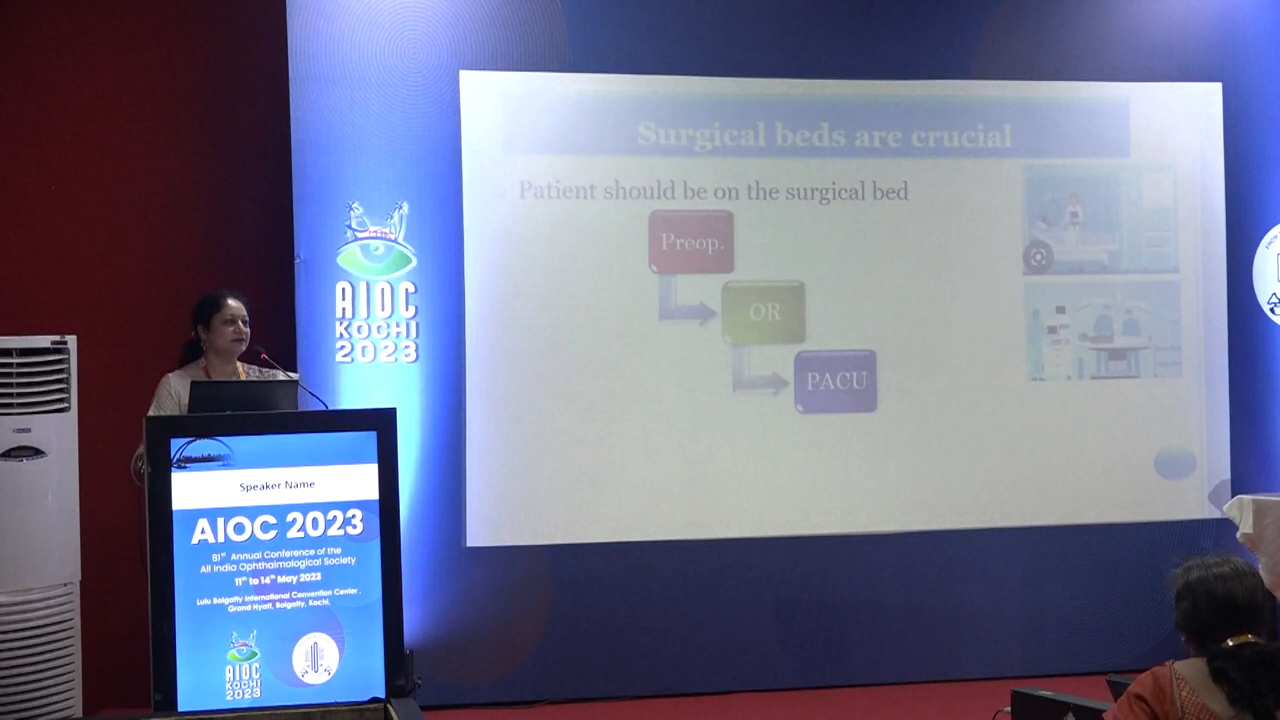 Surgical beds are crucial
Patient should be on the surgical bed
Preop.
OR
PACU
AIOC
KOCHI
2023
Speaker Name
AIOC 2023
81st Annual Conference of the
All India Ophthalmological Society
11th to 14th May 2023
Lulu Bolgatty International Convention Center,
Grand Hyatt, Bolgatty, Kochi.
AIOC
KOCHI
2023